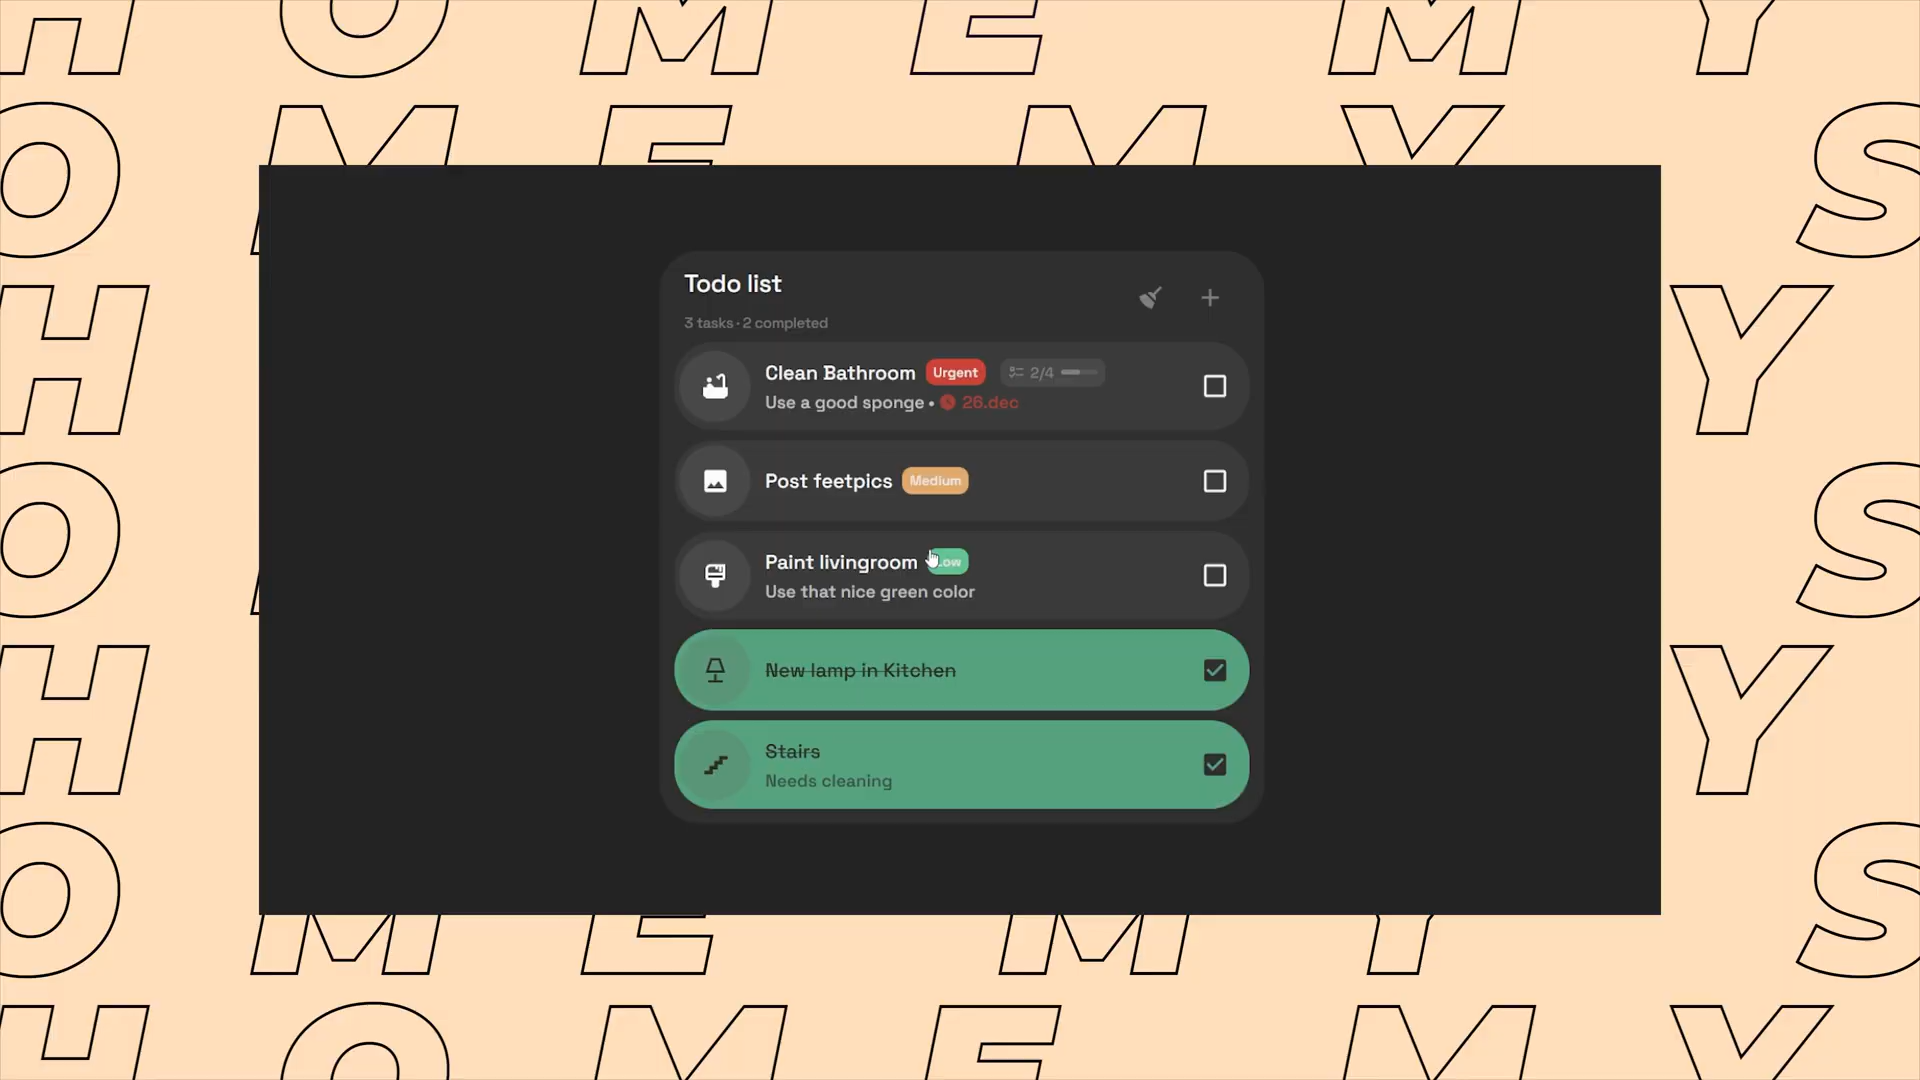 H O M E M Y
O M E M Y S
H Y
O S
H Y
O M E M Y S
H O M E M Y
Todo list
3 tasks · 2 completed
Clean Bathroom Urgent 2/4
Use a good sponge • 26.dec
Post feetpics Medium
Paint livingroom Low
Use that nice green color
New lamp in Kitchen
Stairs
Needs cleaning